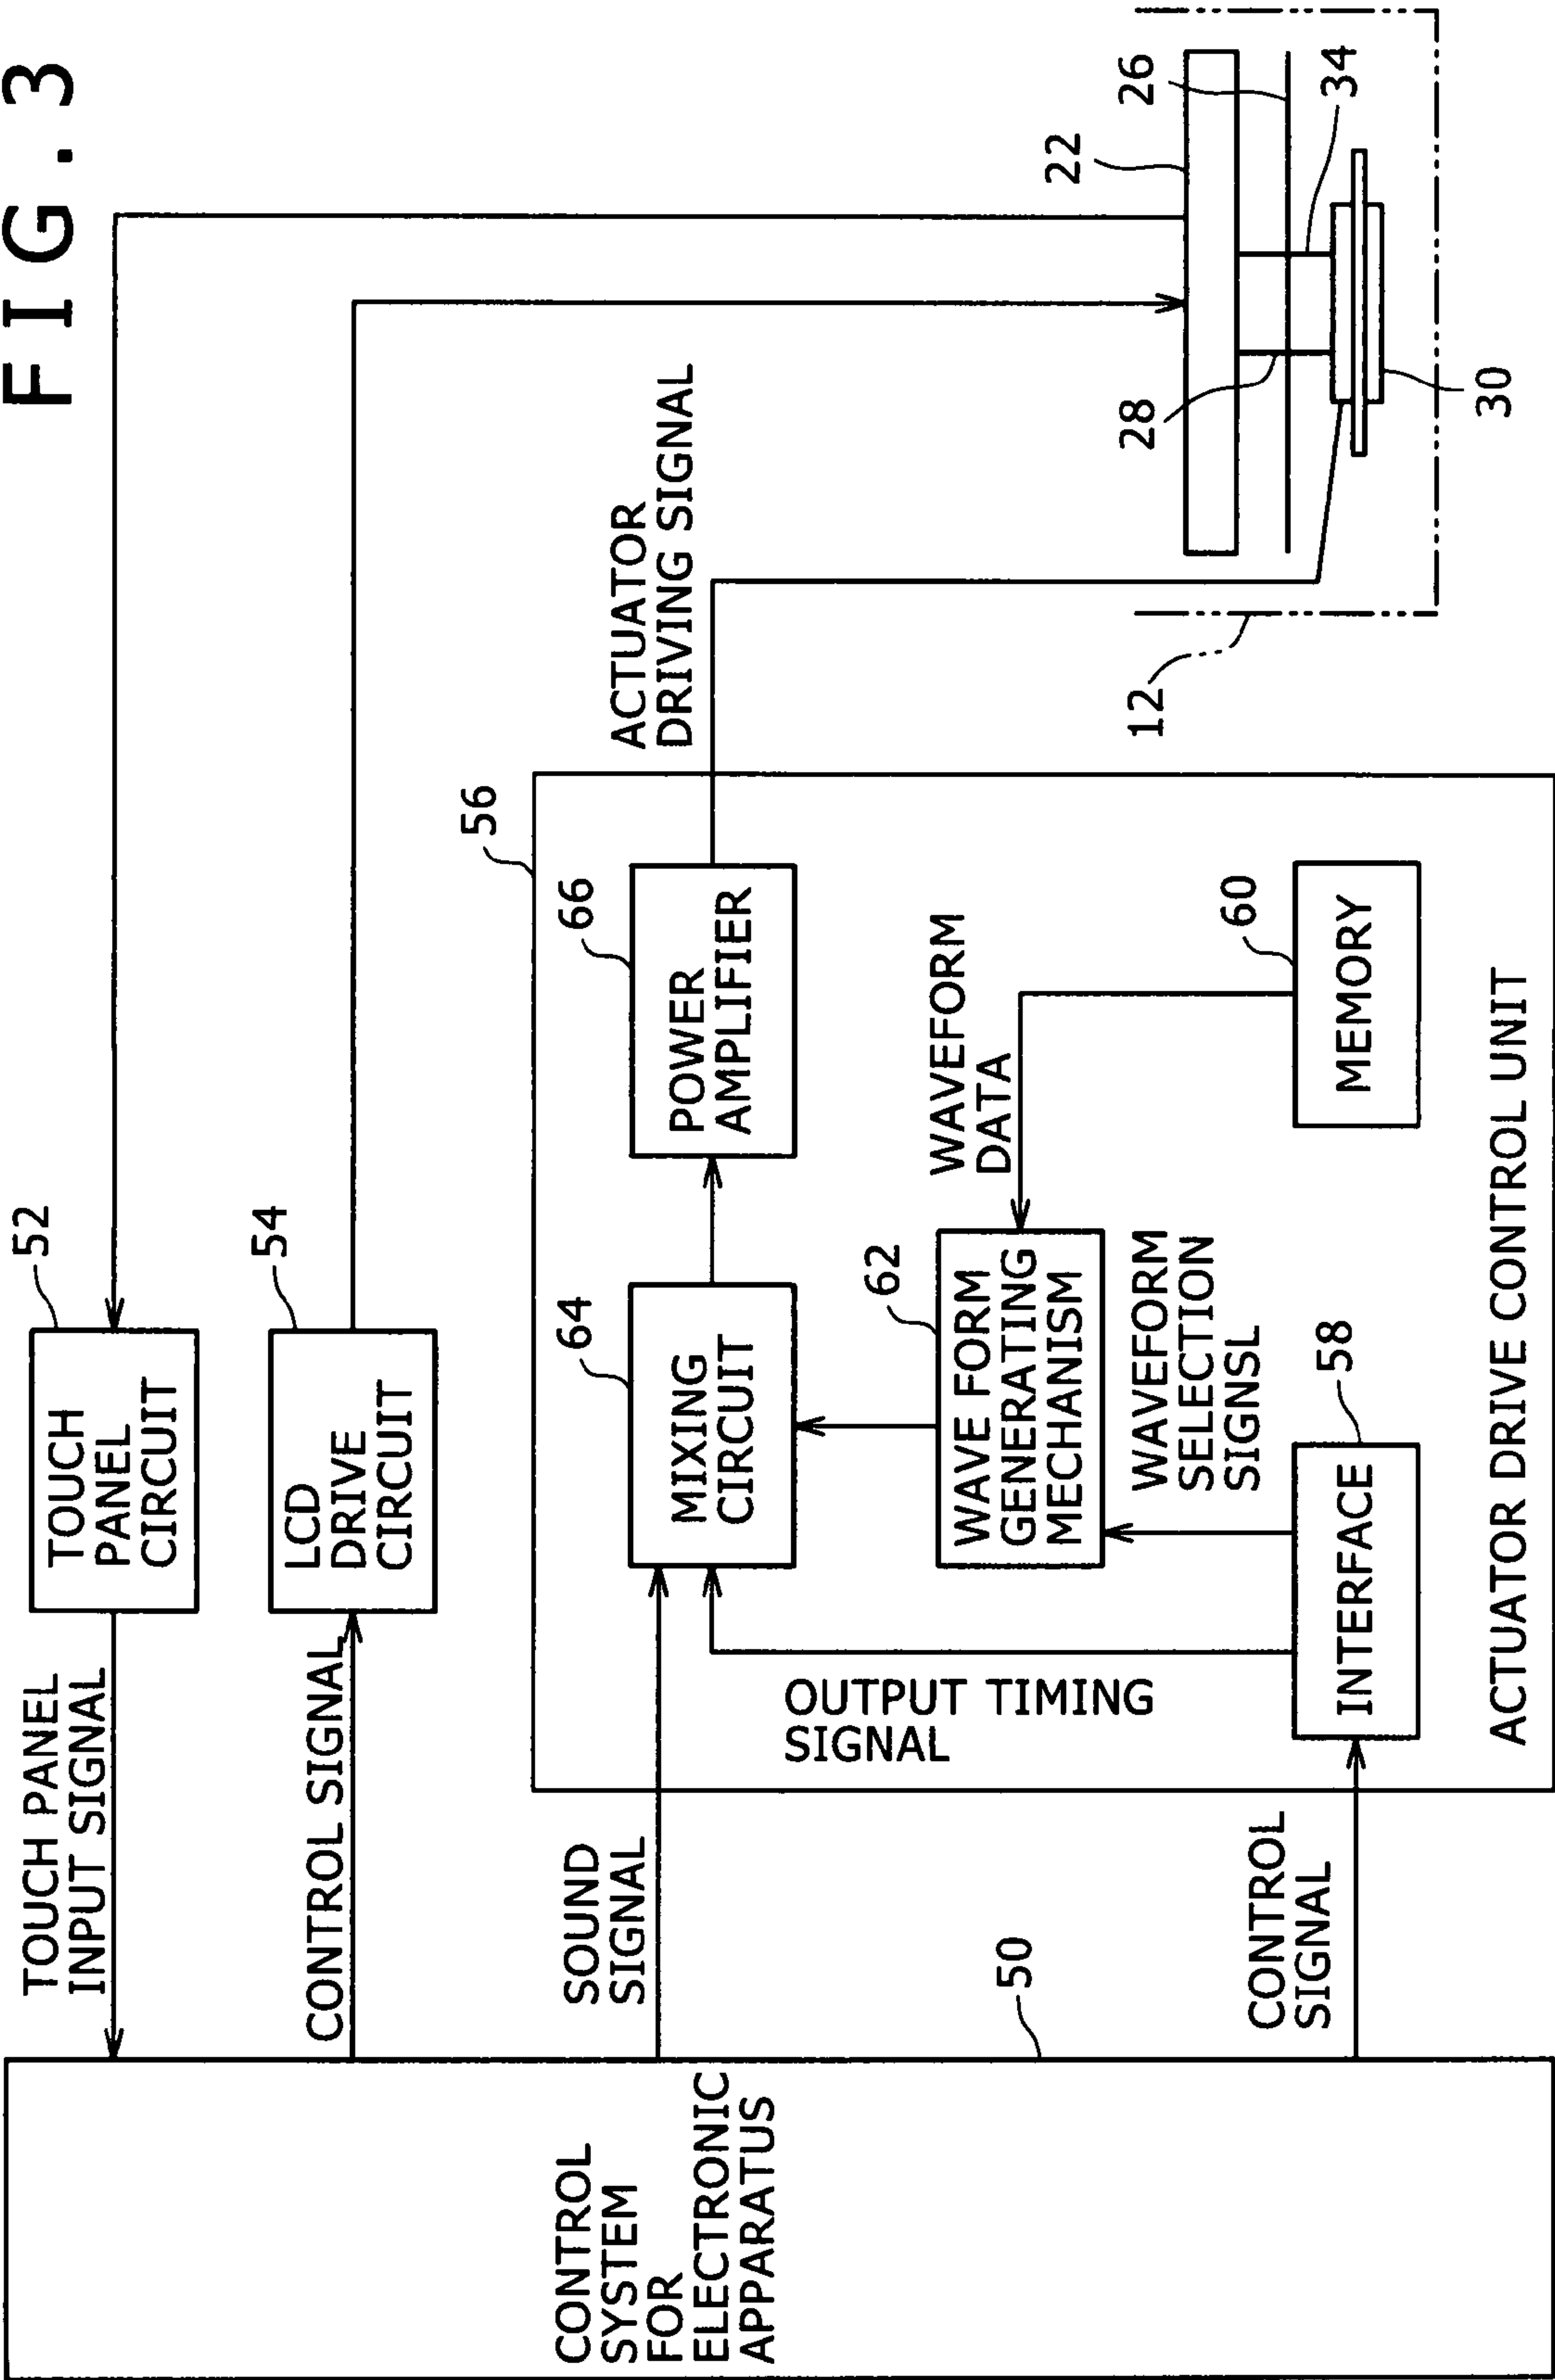 FIG. 3
TOUCH PANEL
INPUT SIGNAL
52
TOUCH
PANEL
CIRCUIT
CONTROL SIGNAL
54
LCD
DRIVE
CIRCUIT
CONTROL
SYSTEM
FOR
ELECTRONIC
APPARATUS
50
SOUND
SIGNAL
CONTROL
SIGNAL
56
64
MIXING
CIRCUIT
66
POWER
AMPLIFIER
ACTUATOR
DRIVING SIGNAL
OUTPUT TIMING
SIGNAL
62
WAVE FORM
GENERATING
MECHANISM
WAVEFORM
DATA
WAVEFORM
SELECTION
SIGNSL
58
INTERFACE
60
MEMORY
ACTUATOR DRIVE CONTROL UNIT
22
26
28
34
12
30